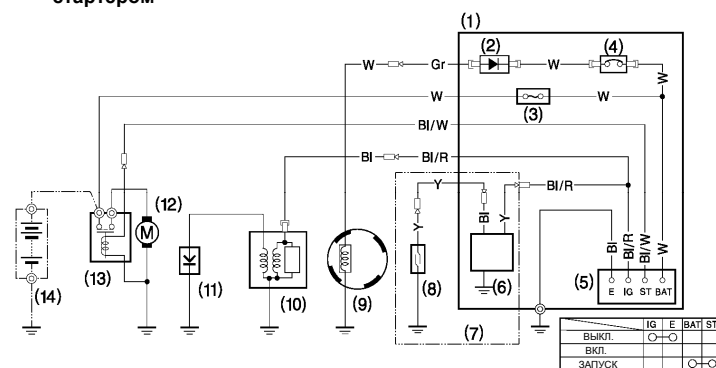 стартером
(1)
(2)
(4)
W
Gr
W
W
W
W
(3)
Bl/W
Bl
Bl/R
Y
Bl/R
(12)
Y
Bl
Y
Bl
Bl/R
Bl/W
W
M
(5)
E IG ST BAT
(13)
(14)
(11)
(10)
(9)
(8)
(6)
(7)
IG E BAT ST
ВЫКЛ.
ВКЛ.
ЗАПУСК